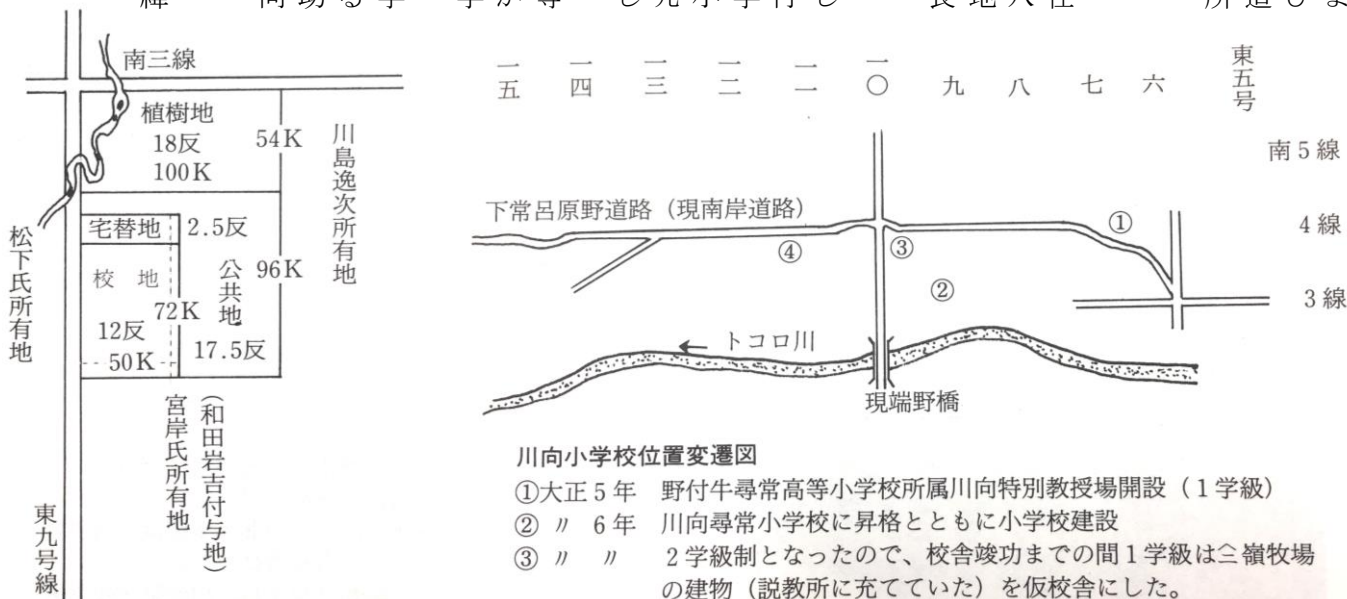 南三線
植樹地
18反
100K
54K
川島逸次所有地
宅替地
2.5反
校地
72K
公共地
96K
12反
50K
17.5反
松下氏所有地
宮岸氏所有地
(和田岩吉付与地)
東九号線
一五
一四
一三
一二
一一
一〇
九
八
七
六
東五号
南5線
下常呂原野道路（現南岸道路）
①
4線
④
③
②
3線
← トコロ川
現端野橋
川向小学校位置変遷図
①大正5年 野付牛尋常高等小学校所属川向特別教授場開設（1学級）
② 〃 6年 川向尋常小学校に昇格とともに小学校建設
③ 〃 〃 2学級制となったので、校舎竣功までの間1学級は
嶺牧場
の建物（説教所に充てていた）を仮校舎にした。